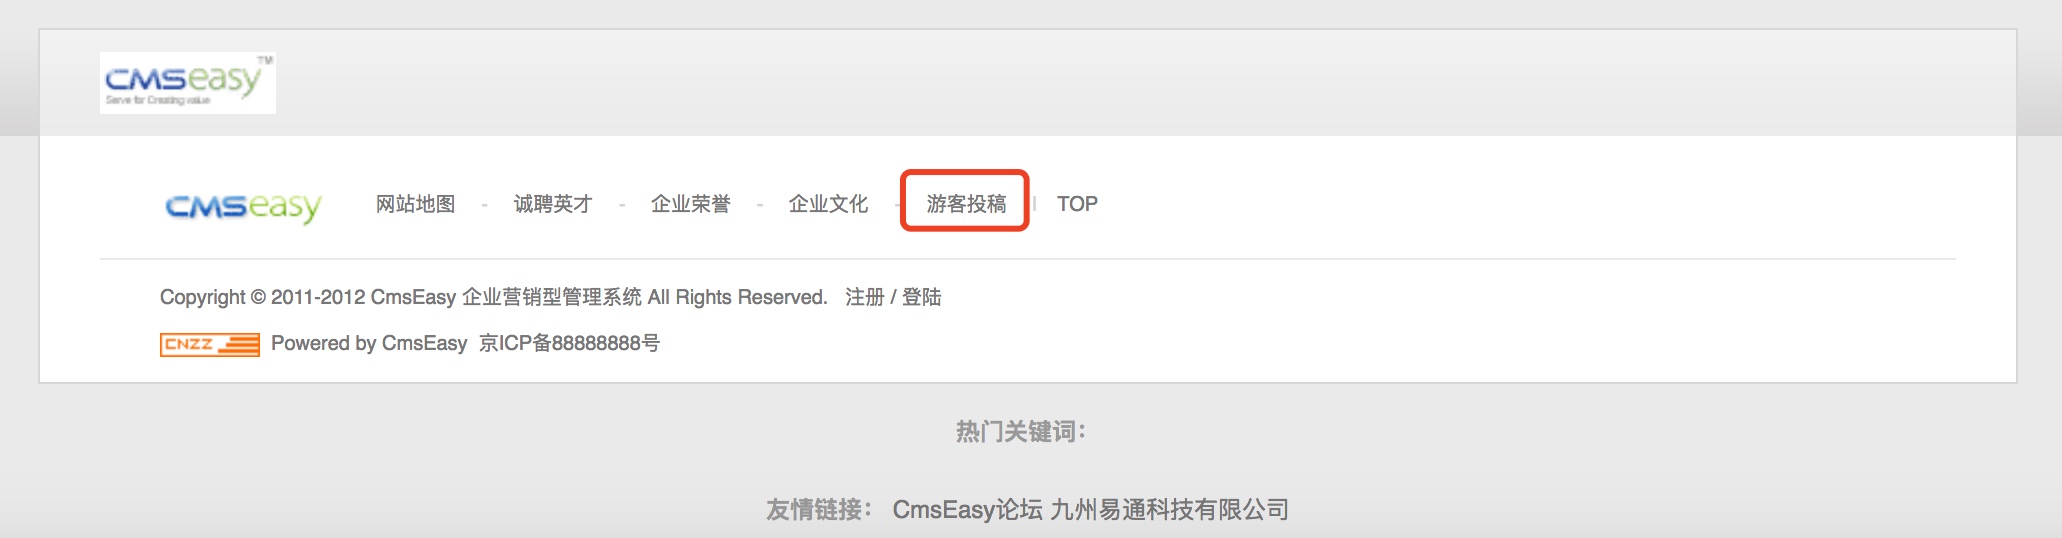 CMSeasy TM
Serve for Creating value
CMSeasy 网站地图 - 诚聘英才 - 企业荣誉 - 企业文化 - 游客投稿 | TOP
Copyright © 2011-2012 CmsEasy 企业营销型管理系统 All Rights Reserved. 注册 / 登陆
CNZZ Powered by CmsEasy 京ICP备88888888号
热门关键词：
友情链接： CmsEasy论坛 九州易通科技有限公司